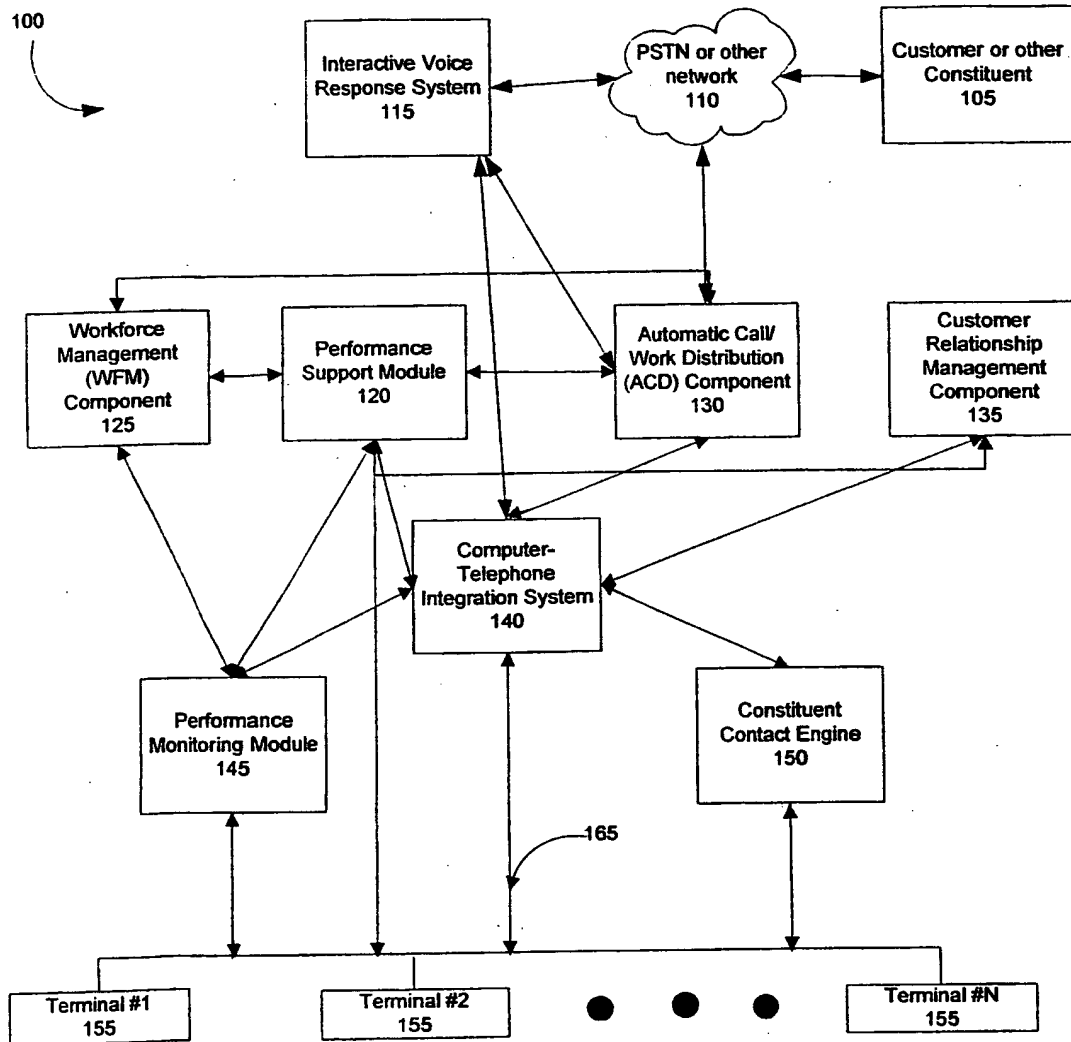 100
Interactive Voice
Response System
115
PSTN or other
network
110
Customer or other
Constituent
105
Workforce
Management
(WFM)
Component
125
Performance
Support Module
120
Automatic Call/
Work Distribution
(ACD) Component
130
Customer
Relationship
Management
Component
135
Computer-
Telephone
Integration System
140
Performance
Monitoring Module
145
Constituent
Contact Engine
150
165
Terminal #1
155
Terminal #2
155
Terminal #N
155